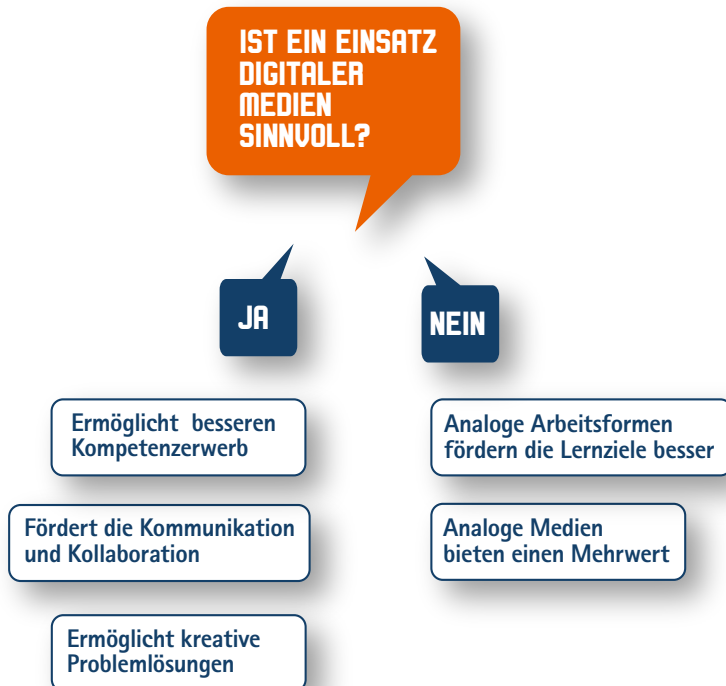 IST EIN EINSATZ
DIGITALER
MEDIEN
SINNVOLL?
JA
NEIN
Ermöglicht besseren
Kompetenzerwerb
Fördert die Kommunikation
und Kollaboration
Ermöglicht kreative
Problemlösungen
Analoge Arbeitsformen
fördern die Lernziele besser
Analoge Medien
bieten einen Mehrwert